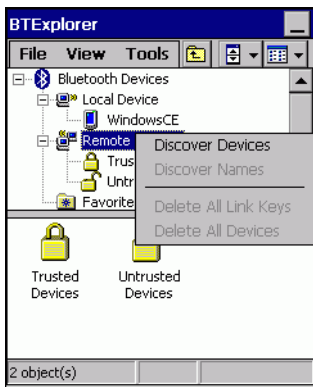 BTExplorer
File View Tools
Bluetooth Devices
Local Device
WindowsCE
Remote
Discover Devices
Trus
Discover Names
Untr
Favorite
Delete All Link Keys
Delete All Devices
Trusted Devices
Untrusted Devices
2 object(s)